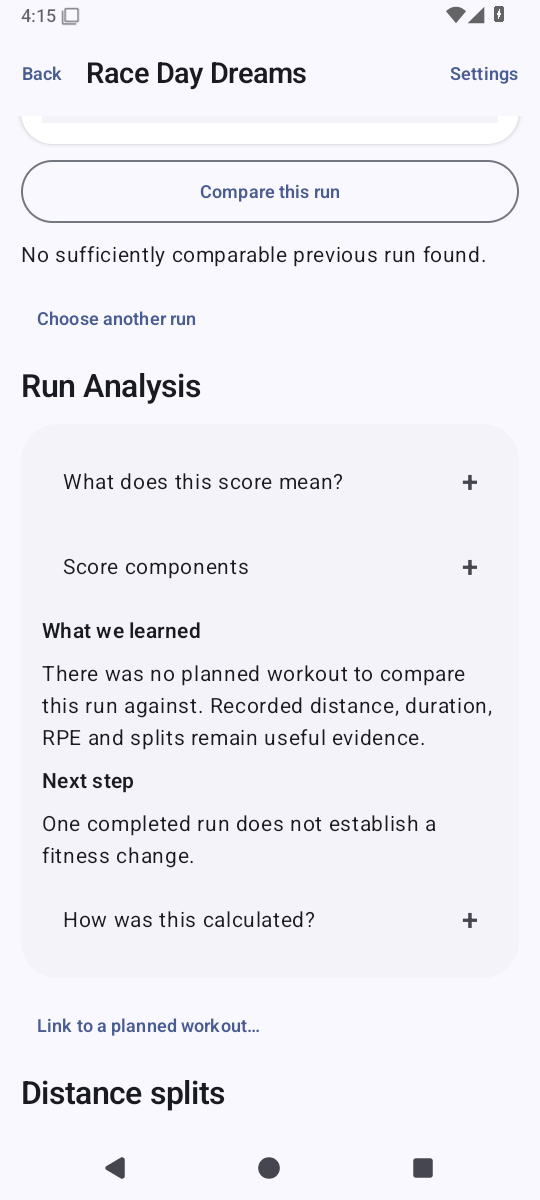 4:15
Back
Race Day Dreams
Settings
Compare this run
No sufficiently comparable previous run found.
Choose another run
Run Analysis
What does this score mean? +
Score components +
What we learned
There was no planned workout to compare
this run against. Recorded distance, duration,
RPE and splits remain useful evidence.
Next step
One completed run does not establish a
fitness change.
How was this calculated? +
Link to a planned workout…
Distance splits